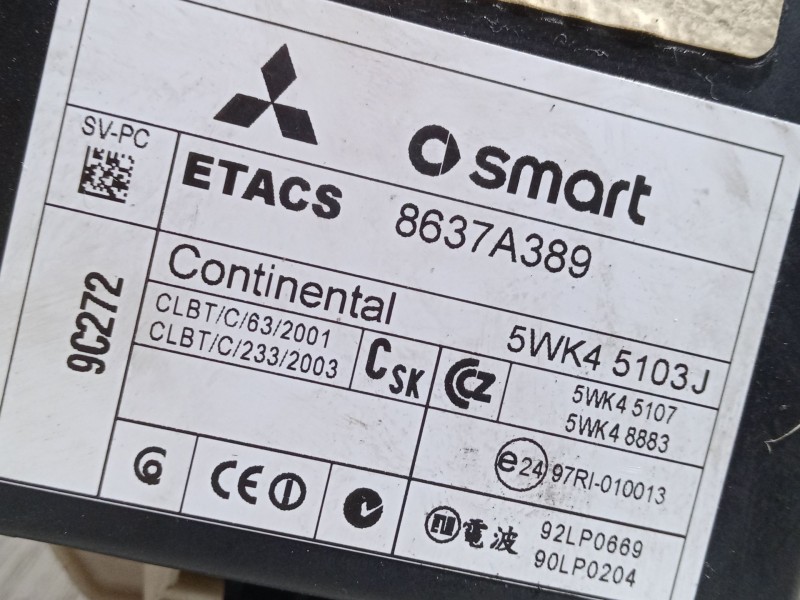 smart
SV-PC
ETACS
8637A389
9C272
Continental
5WK4 5103J
CLBT/C/63/2001
CLBT/C/233/2003
CSK
CCZ
5WK4 5107
5WK4 8883
e24 97RI-010013
CE
電波
92LP0669
90LP0204